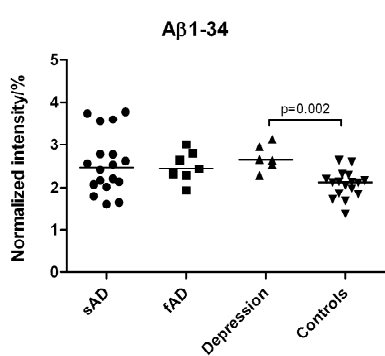 Aβ1-34
Normalized intensity/%
5
4
3
2
1
0
p=0.002
sAD
fAD
Depression
Controls